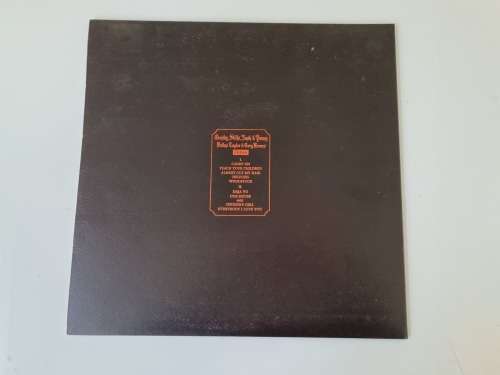 Crosby, Stills, Nash & Young
Dallas Taylor & Greg Reeves
I.
CARRY ON
TEACH YOUR CHILDREN
ALMOST CUT MY HAIR
HELPLESS
WOODSTOCK
II.
DEJA VU
OUR HOUSE
4+20
COUNTRY GIRL
EVERYBODY I LOVE YOU